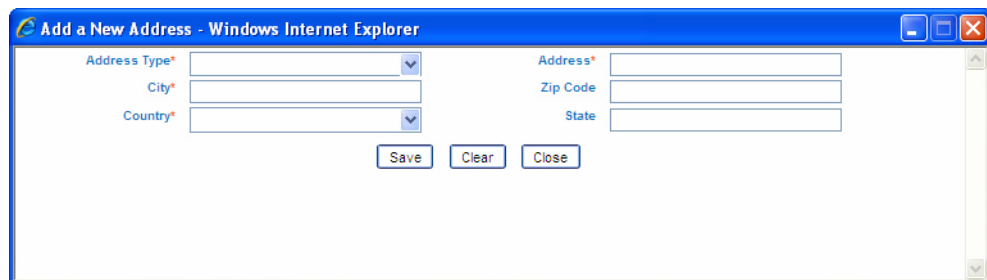 Add a New Address - Windows Internet Explorer
Address Type* Address*
City* Zip Code
Country* State
Save Clear Close